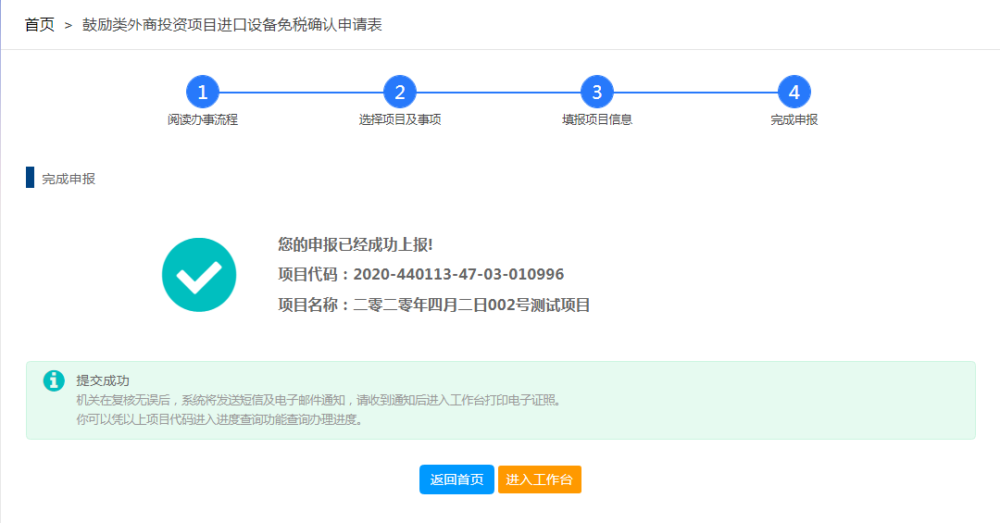 首页 > 鼓励类外商投资项目进口设备免税确认申请表
1 2 3 4
阅读办事流程 选择项目及事项 填报项目信息 完成申报
完成申报
您的申报已经成功上报!
项目代码：2020-440113-47-03-010996
项目名称：二零二零年四月二日002号测试项目
提交成功
机关在复核无误后，系统将发送短信及电子邮件通知，请收到通知后进入工作台打印电子证照。
你可以凭以上项目代码进入进度查询功能查询办理进度。
返回首页 进入工作台